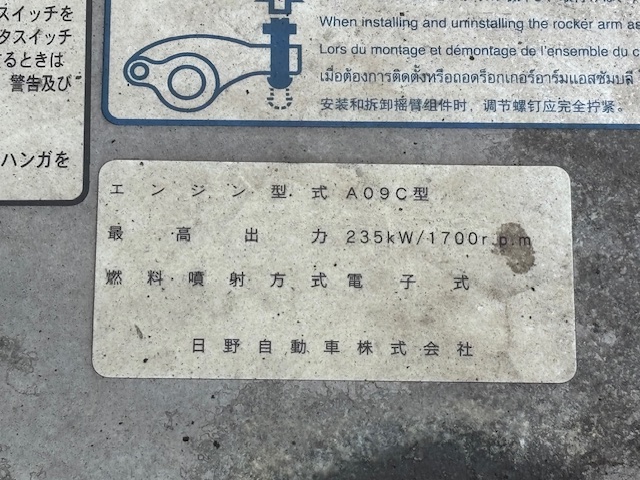 スイッチを
タスイッチ
するときは
警告及び
ハンガを
When installing and uninstalling the rocker arm as
Lors du montage et démontage de l'ensemble du c
เมื่อต้องการติดตั้งหรือถอดร็อกเกอร์อาร์มแอสซัมบลี
安装和拆卸摇臂组件时，调节螺钉应完全拧紧。
エンジン型式 A09C型
最高出力 235kW/1700r.p.m
燃料噴射方式 電子式
日野自動車株式会社